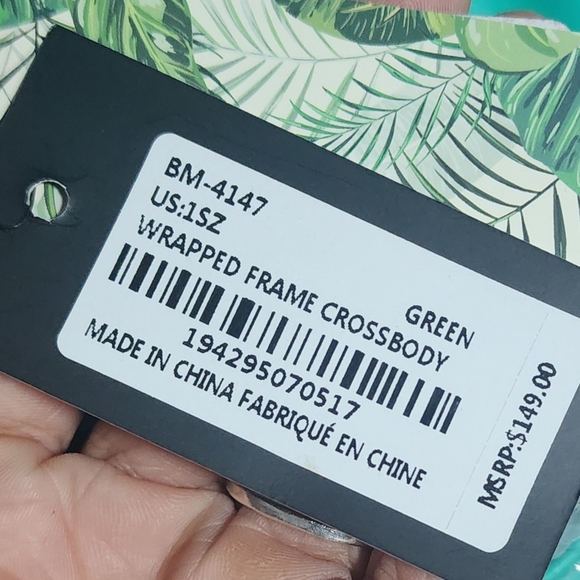 BM-4147
US:1SZ
GREEN
WRAPPED FRAME CROSSBODY
194295070517
MADE IN CHINA FABRIQUÉ EN CHINE
MSRP:$149.00